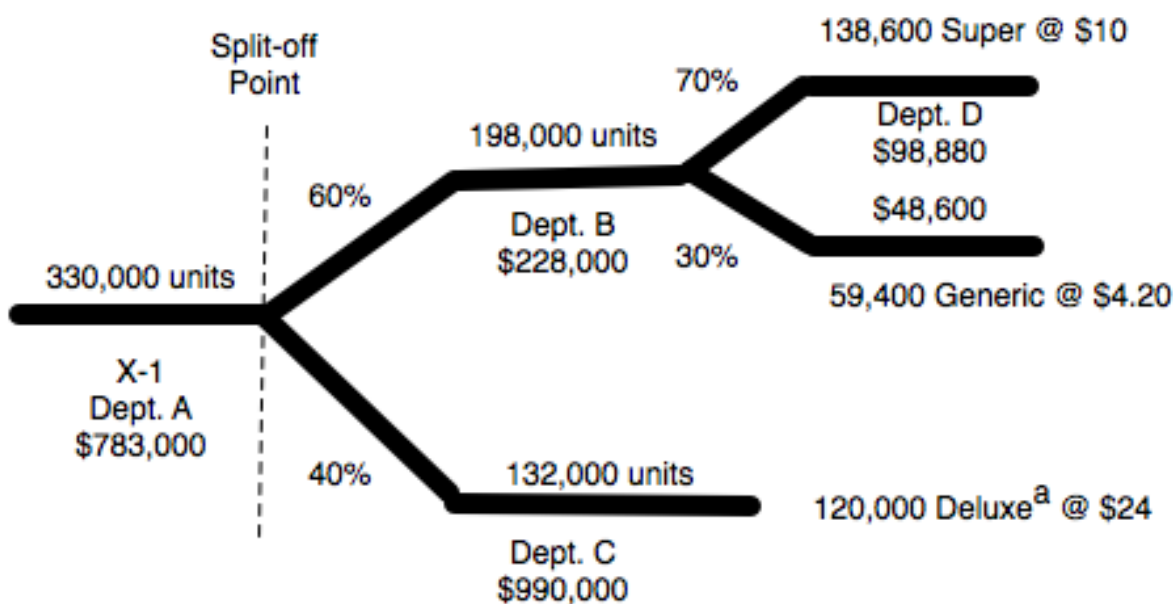 138,600 Super @ $10
Split-off
Point
70%
Dept. D
$98,880
198,000 units
60%
$48,600
Dept. B
$228,000
30%
330,000 units
59,400 Generic @ $4.20
X-1
Dept. A
$783,000
40%
132,000 units
120,000 Deluxe^a @ $24
Dept. C
$990,000